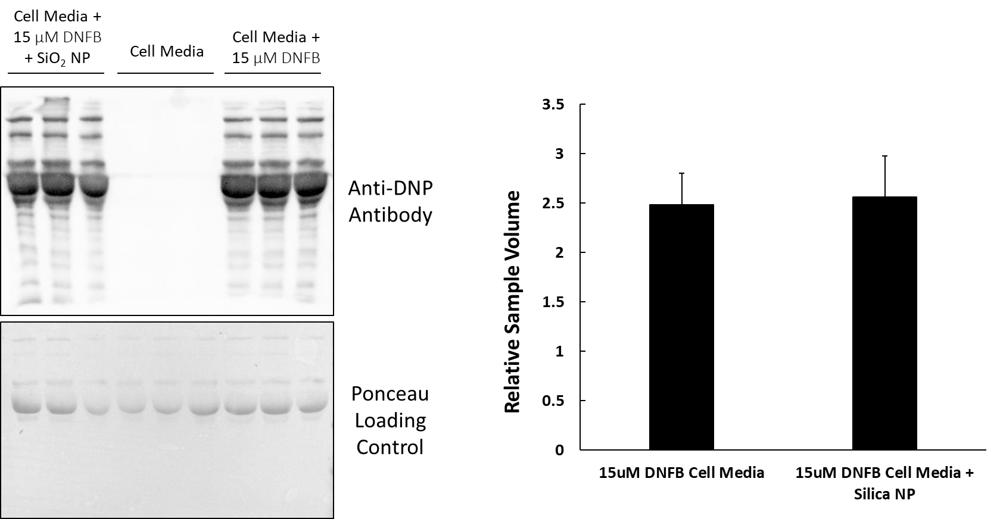 Cell Media +
15 µM DNFB
+ SiO₂ NP
Cell Media
Cell Media +
15 µM DNFB
Anti-DNP
Antibody
Ponceau
Loading
Control
Relative Sample Volume
3.5
3
2.5
2
1.5
1
0.5
0
15uM DNFB Cell Media
15uM DNFB Cell Media +
Silica NP